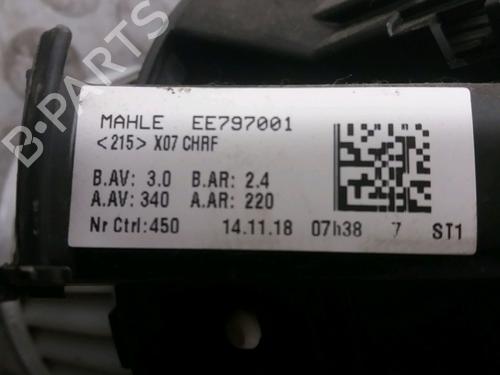 B-PARTS
MAHLE EE797001
<215> X07 CHRF
B.AV: 3.0 B.AR: 2.4
A.AV: 340 A.AR: 220
Nr Ctrl:450 14.11.18 07h38 7 ST1